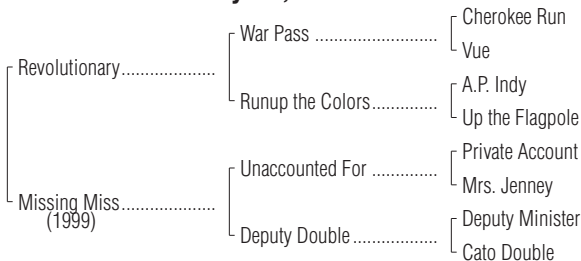 Cherokee Run
War Pass ...........................
Vue
Revolutionary.....................
A.P. Indy
Runup the Colors...............
Up the Flagpole
Private Account
Unaccounted For ...............
Mrs. Jenney
Missing Miss.....................
(1999)
Deputy Minister
Deputy Double...................
Cato Double